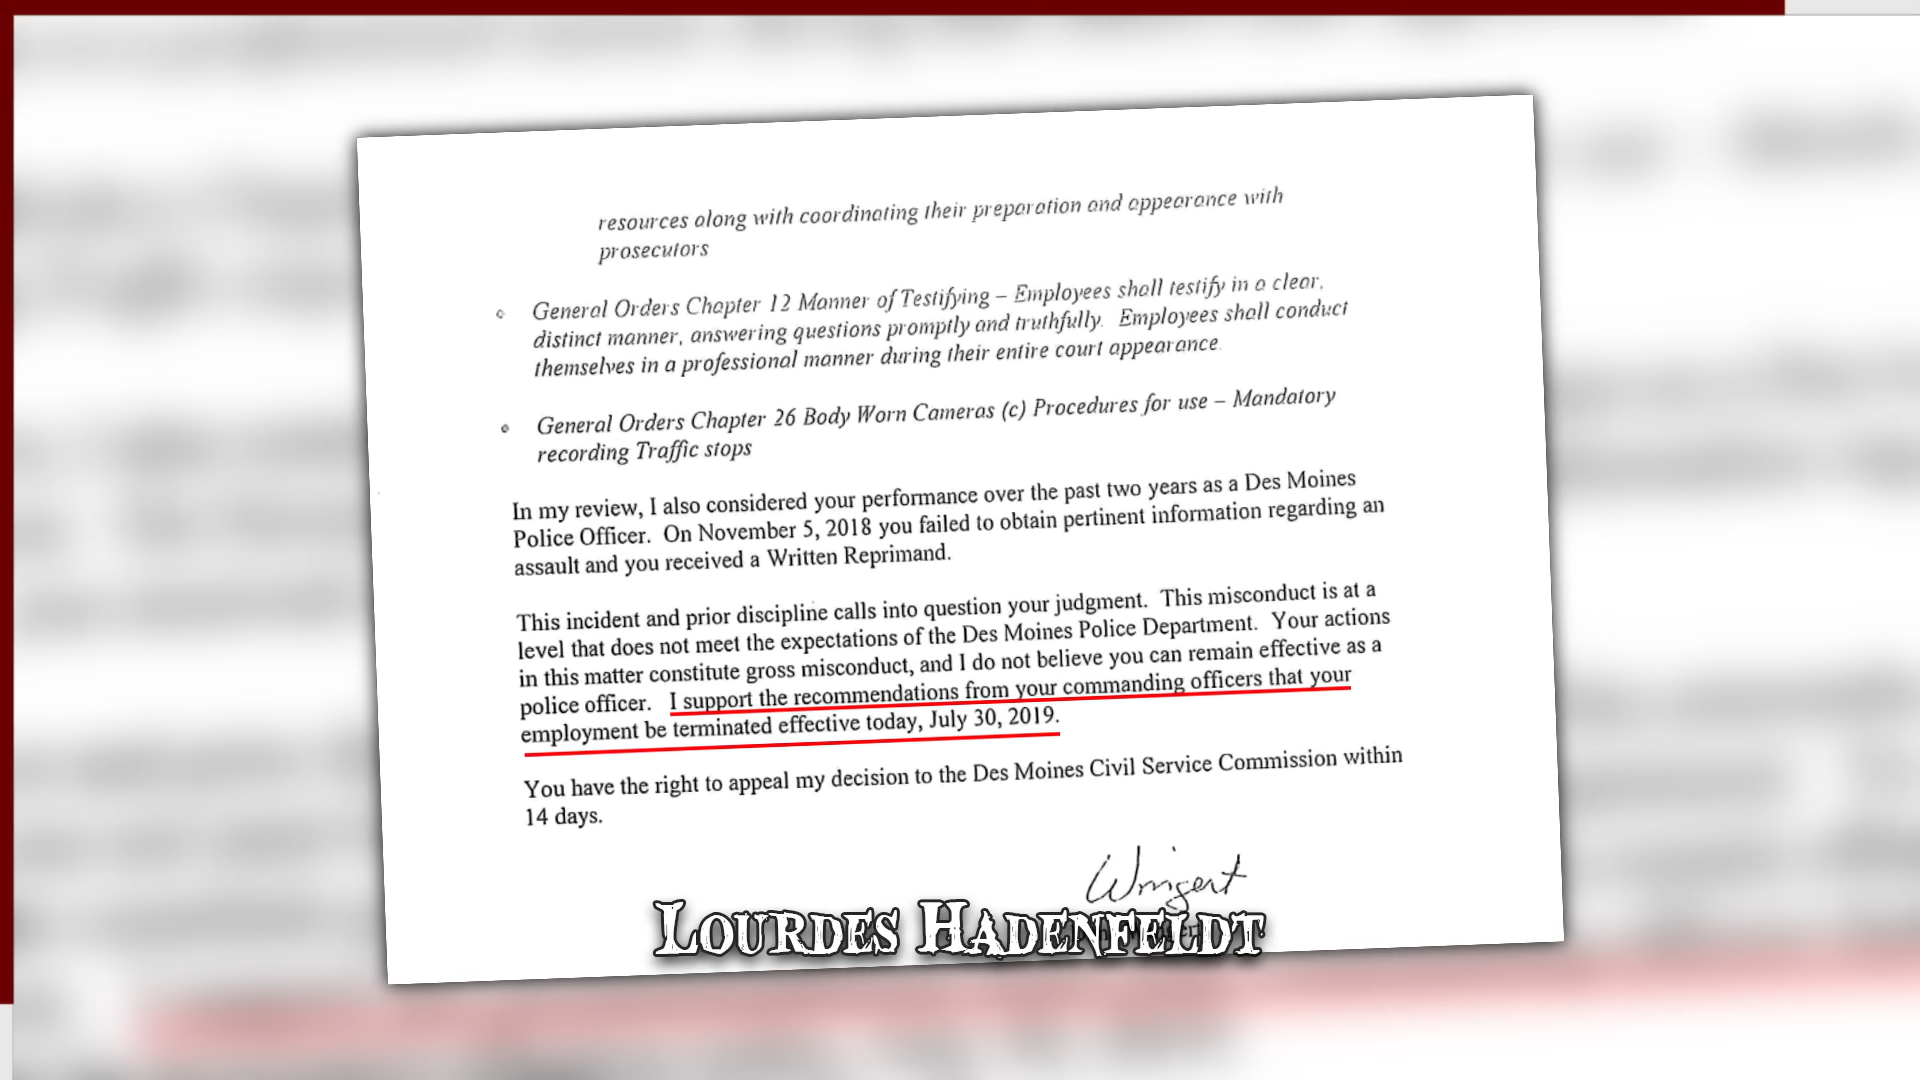 resources along with coordinating their preparation and appearance with
prosecutors
General Orders Chapter 12 Manner of Testifying – Employees shall testify in a clear,
distinct manner, answering questions promptly and truthfully. Employees shall conduct
themselves in a professional manner during their entire court appearance.
General Orders Chapter 26 Body Worn Cameras (c) Procedures for use – Mandatory
recording Traffic stops
In my review, I also considered your performance over the past two years as a Des Moines
Police Officer. On November 5, 2018 you failed to obtain pertinent information regarding an
assault and you received a Written Reprimand.
This incident and prior discipline calls into question your judgment. This misconduct is at a
level that does not meet the expectations of the Des Moines Police Department. Your actions
in this matter constitute gross misconduct, and I do not believe you can remain effective as a
police officer. I support the recommendations from your commanding officers that your
employment be terminated effective today, July 30, 2019.
You have the right to appeal my decision to the Des Moines Civil Service Commission within
14 days.
Wingert
Lourdes Hadenfeldt